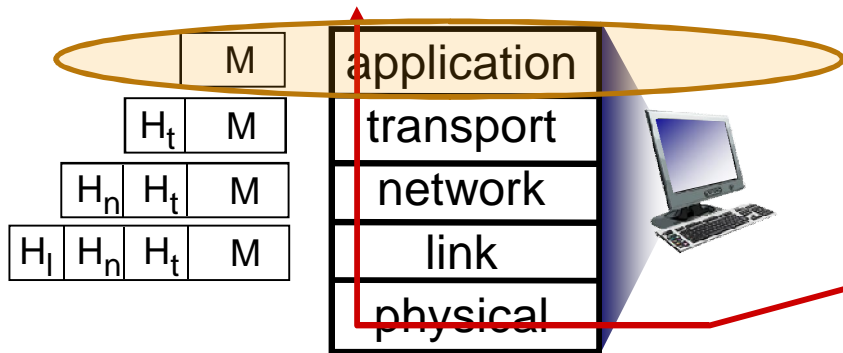 M application
Ht M transport
Hn Ht M network
Hl Hn Ht M link
physical